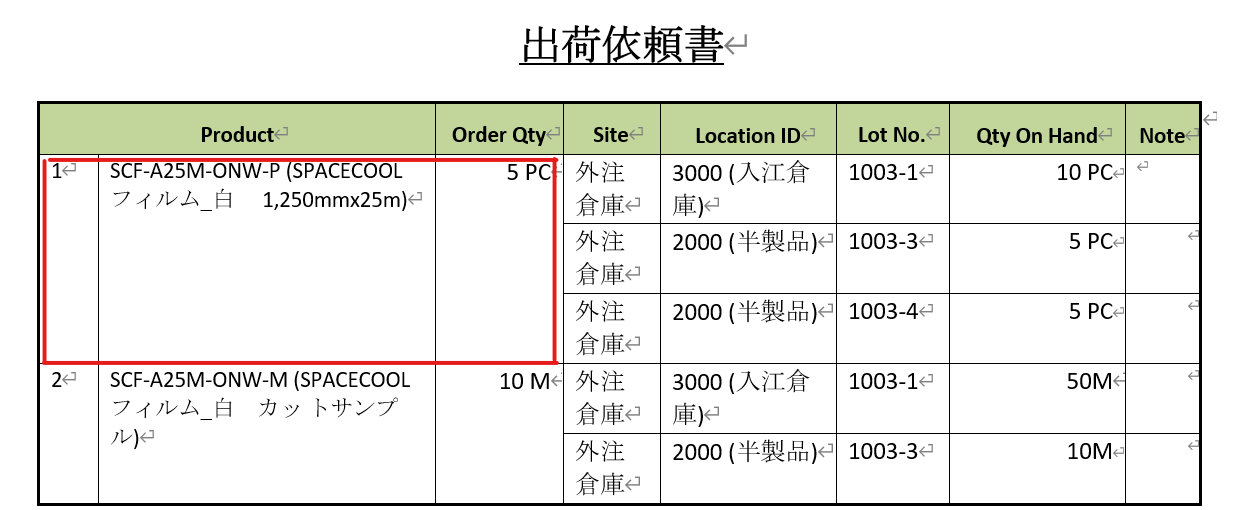 出荷依頼書
Product Order Qty Site Location ID Lot No. Qty On Hand Note
1 SCF-A25M-ONW-P (SPACECOOL 5 PC 外注 3000 (入江倉 1003-1 10 PC
フィルム_白　1,250mmx25m) 倉庫 庫)
外注 2000 (半製品) 1003-3 5 PC
倉庫
外注 2000 (半製品) 1003-4 5 PC
倉庫
2 SCF-A25M-ONW-M (SPACECOOL 10 M 外注 3000 (入江倉 1003-1 50M
フィルム_白　カットサンプ 倉庫 庫)
ル)
外注 2000 (半製品) 1003-3 10M
倉庫